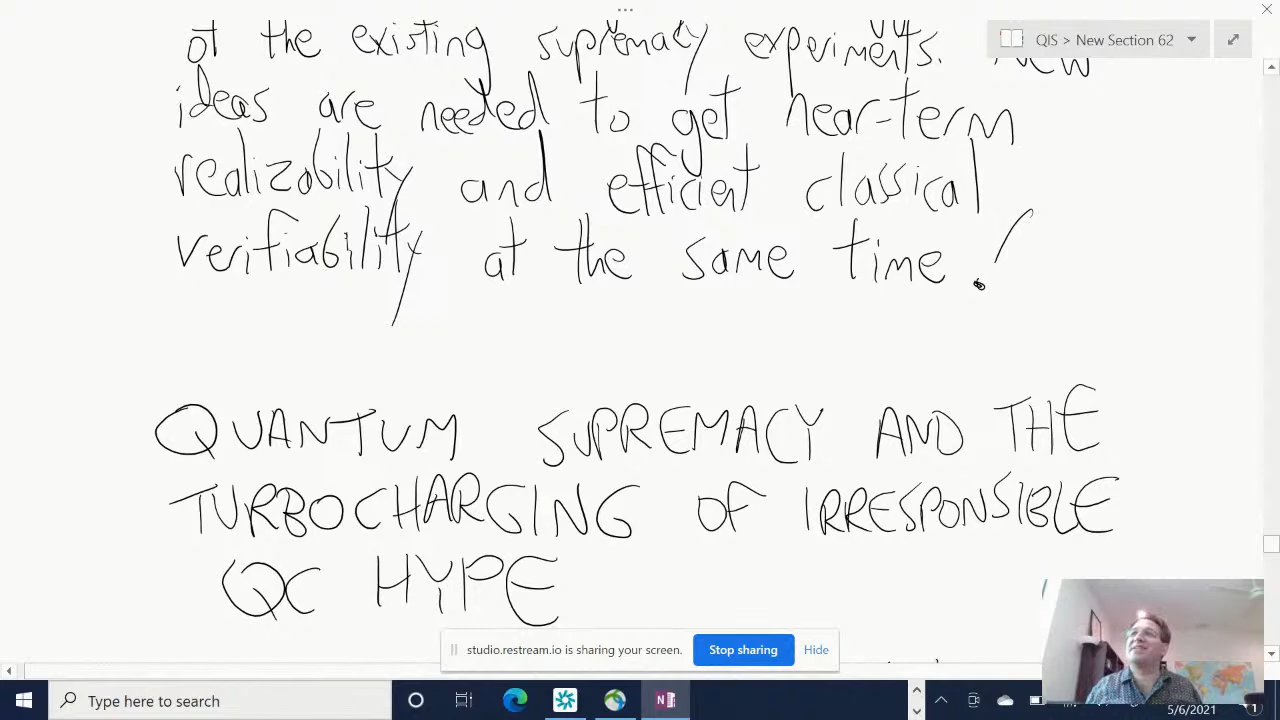 ...
QIS > New Section 62
of the existing supremacy experiments. New
ideas are needed to get near-term
realizability and efficient classical
verifiability at the same time!
QUANTUM SUPREMACY AND THE
TURBOCHARGING OF IRRESPONSIBLE
QC HYPE
studio.restream.io is sharing your screen.
Stop sharing
Hide
Type here to search
5/6/2021
1